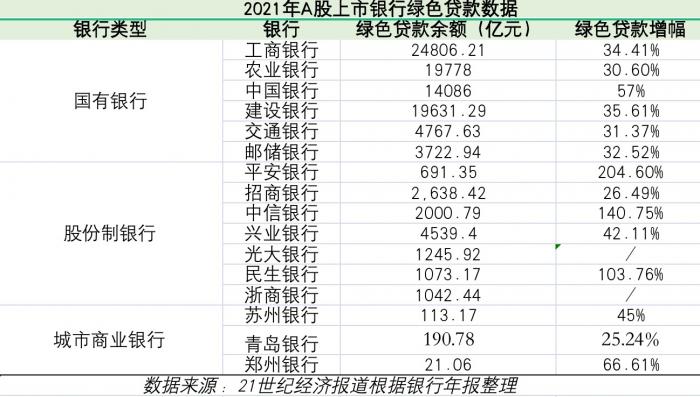 2021年A股上市银行绿色贷款数据
银行类型 银行 绿色贷款余额（亿元） 绿色贷款增幅
国有银行
工商银行 24806.21 34.41%
农业银行 19778 30.60%
中国银行 14086 57%
建设银行 19631.29 35.61%
交通银行 4767.63 31.37%
邮储银行 3722.94 32.52%
股份制银行
平安银行 691.35 204.60%
招商银行 2,638.42 26.49%
中信银行 2000.79 140.75%
兴业银行 4539.4 42.11%
光大银行 1245.92 /
民生银行 1073.17 103.76%
浙商银行 1042.44 /
城市商业银行
苏州银行 113.17 45%
青岛银行 190.78 25.24%
郑州银行 21.06 66.61%
数据来源：21世纪经济报道根据银行年报整理